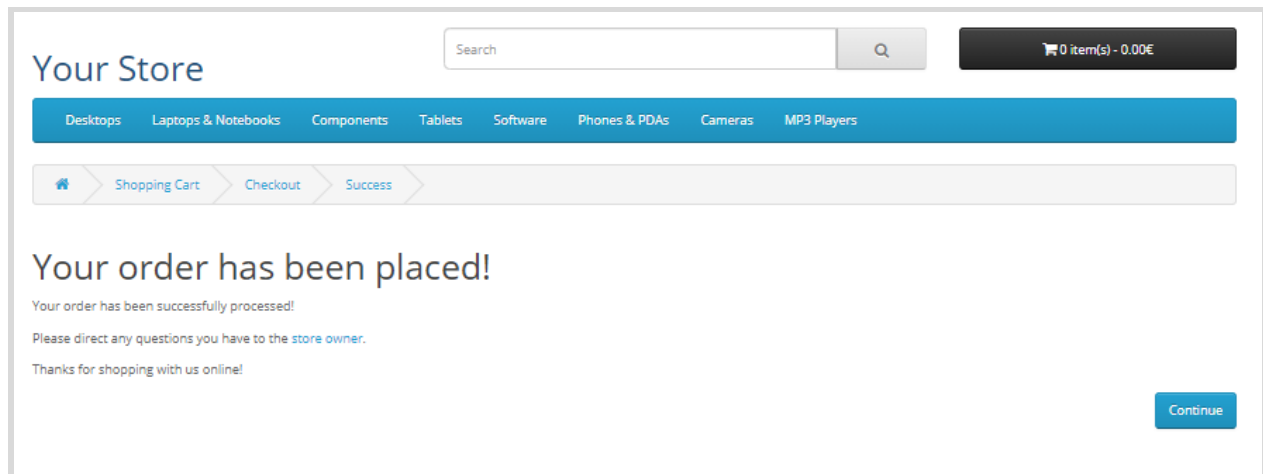 Your Store
Search
0 item(s) - 0.00€
Desktops Laptops & Notebooks Components Tablets Software Phones & PDAs Cameras MP3 Players
Shopping Cart Checkout Success
Your order has been placed!
Your order has been successfully processed!
Please direct any questions you have to the store owner.
Thanks for shopping with us online!
Continue